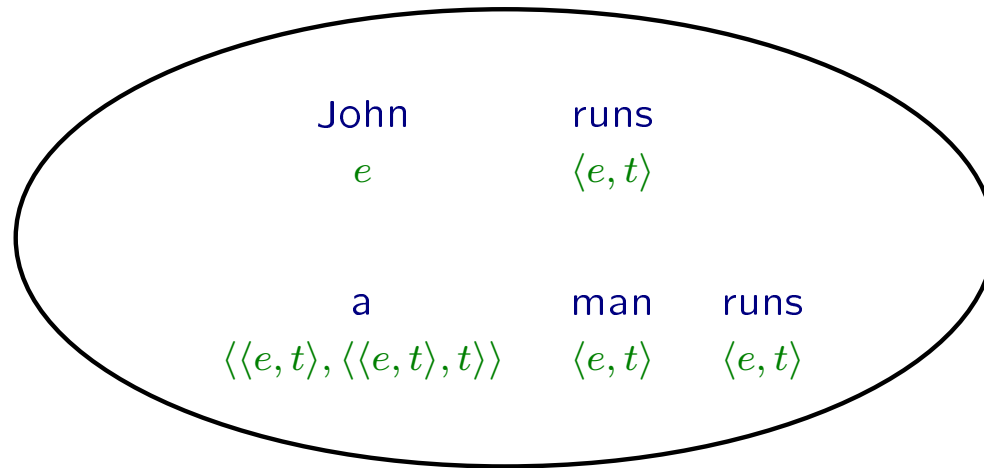 John runs
e ⟨e, t⟩
a man runs
⟨⟨e, t⟩, ⟨⟨e, t⟩, t⟩⟩ ⟨e, t⟩ ⟨e, t⟩